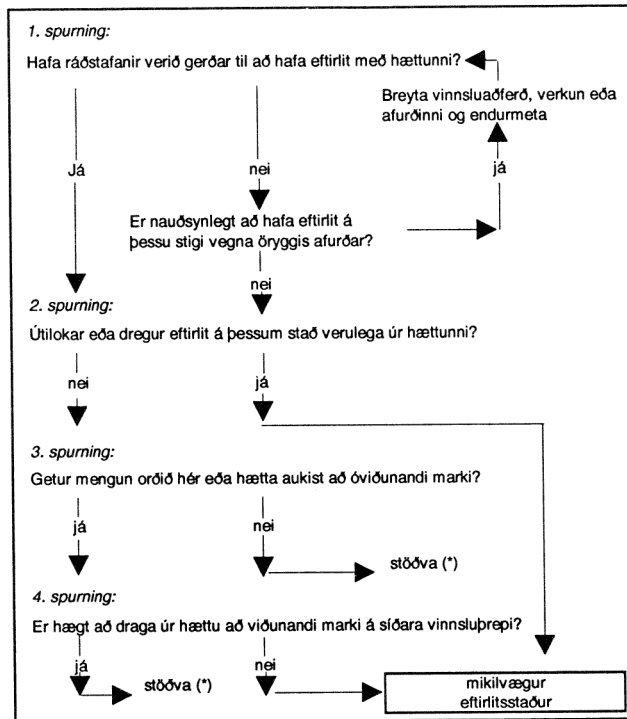 1. spurning:
Hafa ráðstafanir verið gerðar til að hafa eftirlit með hættunni?
Breyta vinnsluaðferð, verkun eða
afurðinni og endurmeta
Já
nei
já
Er nauðsynlegt að hafa eftirlit á
þessu stigi vegna öryggis afurðar?
nei
2. spurning:
Útilokar eða dregur eftirlit á þessum stað verulega úr hættunni?
nei
já
3. spurning:
Getur mengun orðið hér eða hætta aukist að óviðunandi marki?
já
nei
stöðva (*)
4. spurning:
Er hægt að draga úr hættu að viðunandi marki á síðara vinnsluþrepi?
já
nei
stöðva (*)
mikilvægur
eftirlitsstaður